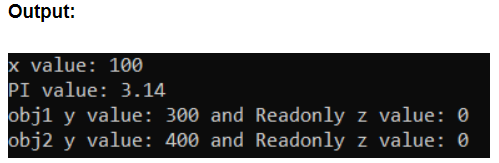 Output:
x value: 100
PI value: 3.14
obj1 y value: 300 and Readonly z value: 0
obj2 y value: 400 and Readonly z value: 0